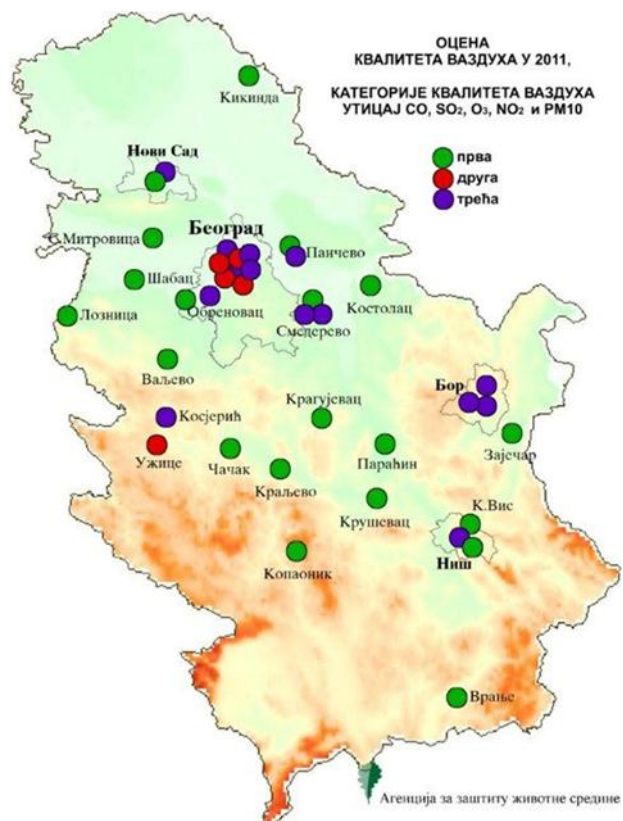 ОЦЕНА
КВАЛИТЕТА ВАЗДУХА У 2011,
КАТЕГОРИЈЕ КВАЛИТЕТА ВАЗДУХА
УТИЦАЈ CO, SO₂, O₃, NO₂ и PM10
прва
друга
трећа
Кикинда
Нови Сад
С.Митровица
Београд
Панчево
Шабац
Обреновац
Костолац
Лозница
Смедерево
Ваљево
Бор
Косјерић
Крагујевац
Зајечар
Ужице
Чачак
Параћин
Краљево
Крушевац
К.Вис
Ниш
Копаоник
Врање
Агенција за заштиту животне средине